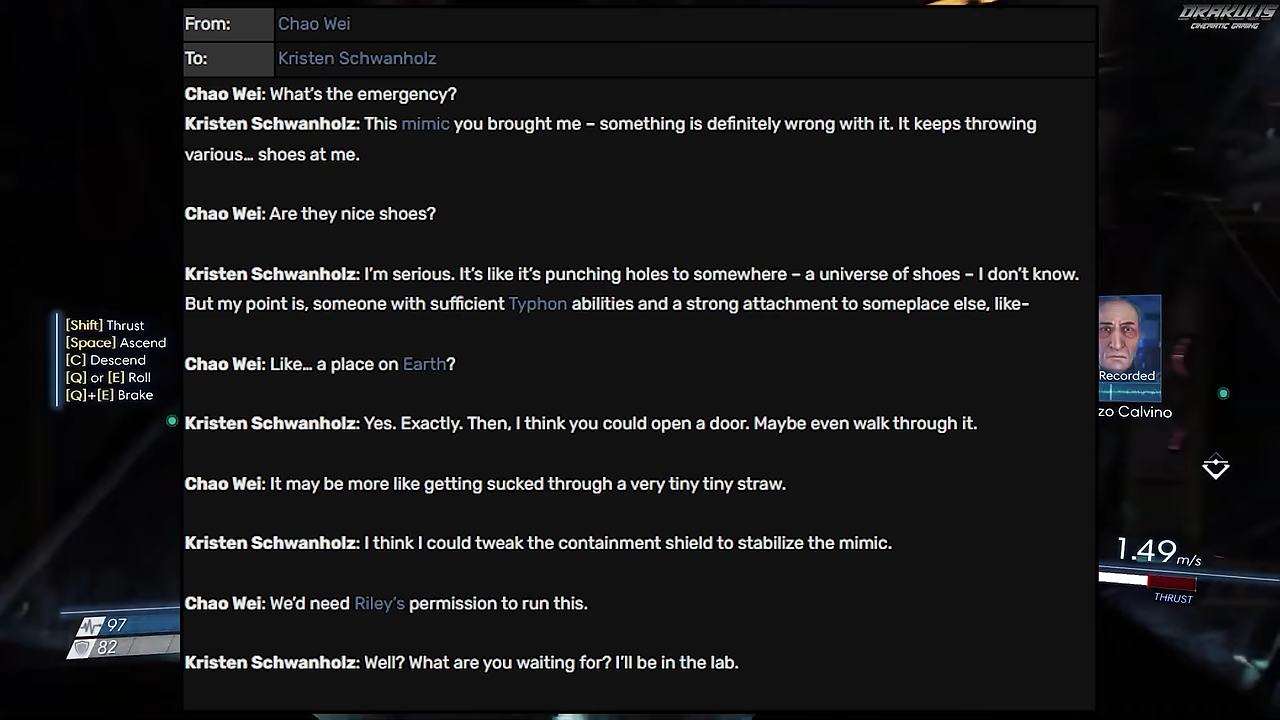 DRAKULIS
CINEMATIC GAMING
From: Chao Wei
To: Kristen Schwanholz
Chao Wei: What's the emergency?
Kristen Schwanholz: This mimic you brought me – something is definitely wrong with it. It keeps throwing
various… shoes at me.
Chao Wei: Are they nice shoes?
Kristen Schwanholz: I'm serious. It's like it's punching holes to somewhere – a universe of shoes – I don't know.
But my point is, someone with sufficient Typhon abilities and a strong attachment to someplace else, like-
Chao Wei: Like… a place on Earth?
Kristen Schwanholz: Yes. Exactly. Then, I think you could open a door. Maybe even walk through it.
Chao Wei: It may be more like getting sucked through a very tiny tiny straw.
Kristen Schwanholz: I think I could tweak the containment shield to stabilize the mimic.
Chao Wei: We'd need Riley's permission to run this.
Kristen Schwanholz: Well? What are you waiting for? I'll be in the lab.
[Shift] Thrust
[Space] Ascend
[C] Descend
[Q] or [E] Roll
[Q]+[E] Brake
97
82
Recorded
zo Calvino
1.49 m/s
THRUST